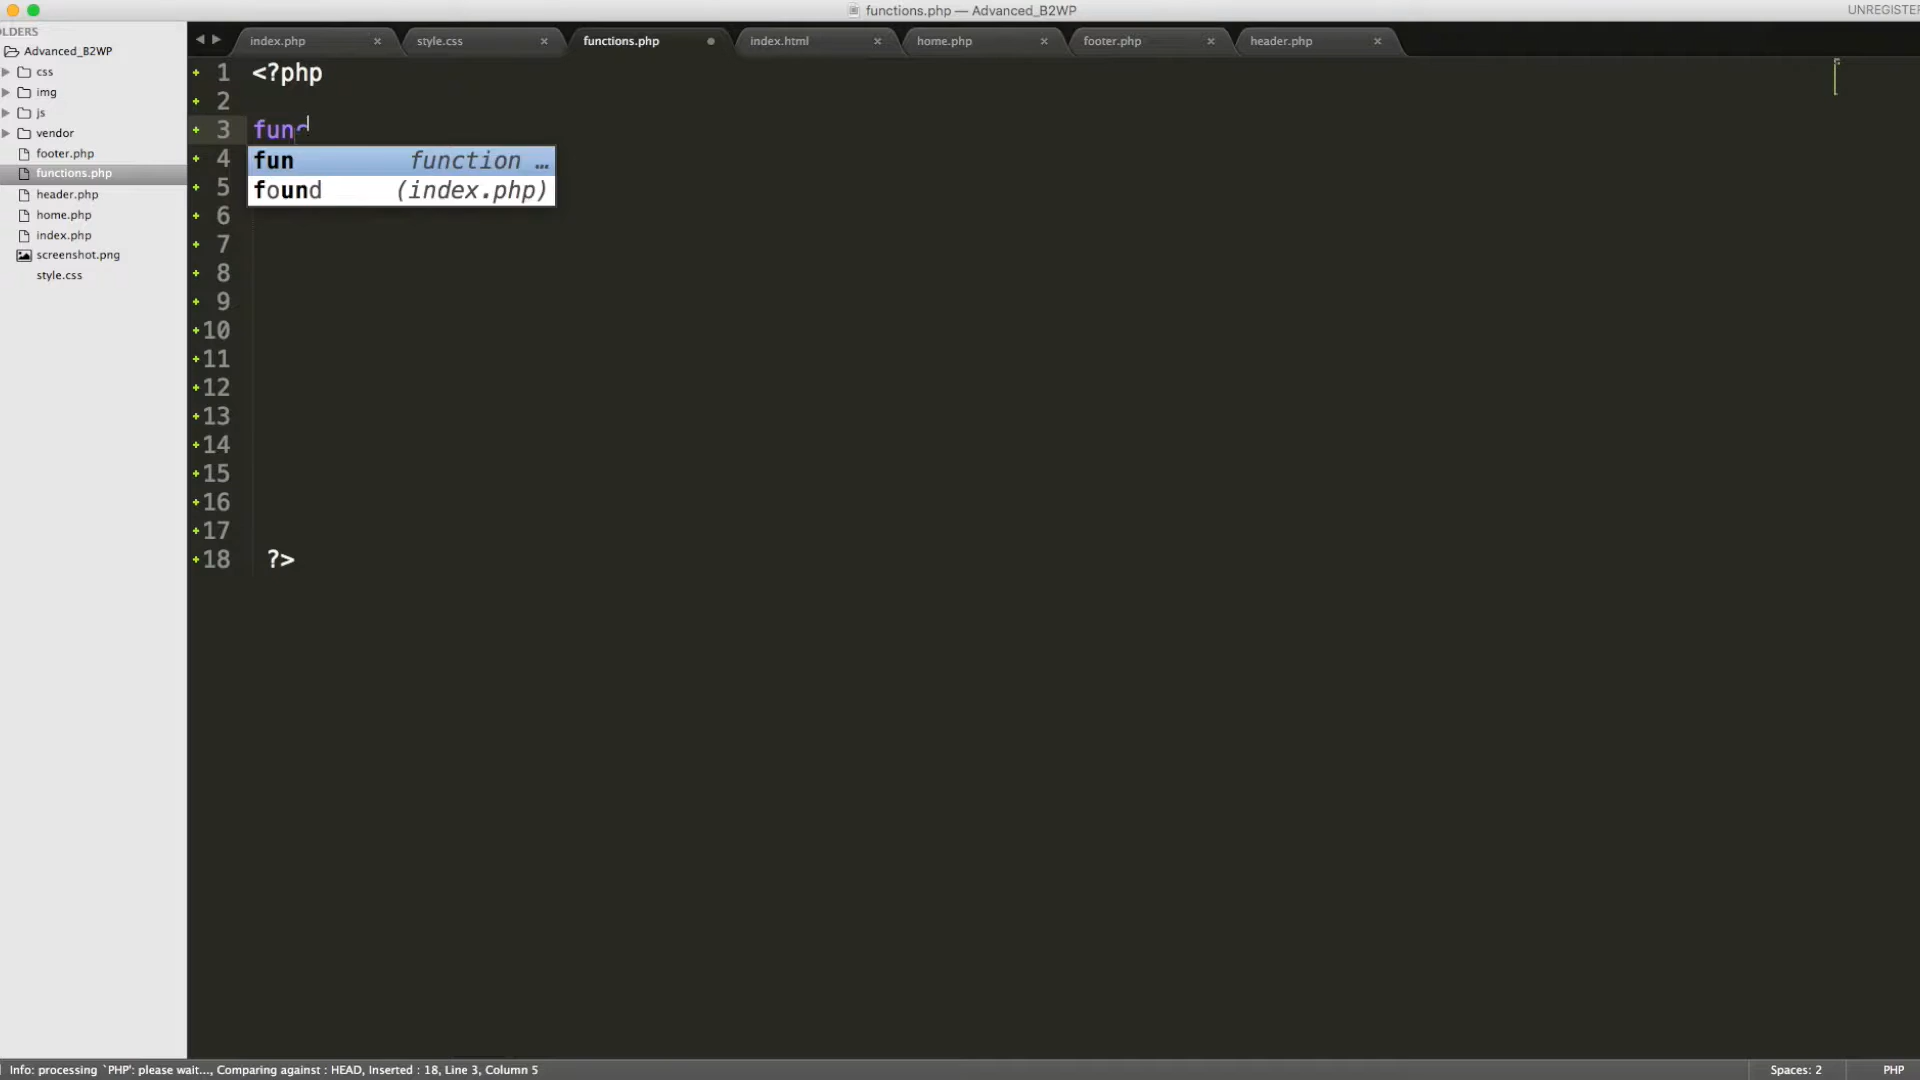 functions.php — Advanced_B2WP
UNREGISTER
OLDERS
Advanced_B2WP
css
img
js
vendor
footer.php
functions.php
header.php
home.php
index.php
screenshot.png
style.css
index.php
style.css
functions.php
index.html
home.php
footer.php
header.php
1 <?php
2
3 func
4
5
6
7
8
9
10
11
12
13
14
15
16
17
18 ?>
fun function …
found (index.php)
Info: processing `PHP': please wait..., Comparing against : HEAD, Inserted : 18, Line 3, Column 5
Spaces: 2
PHP